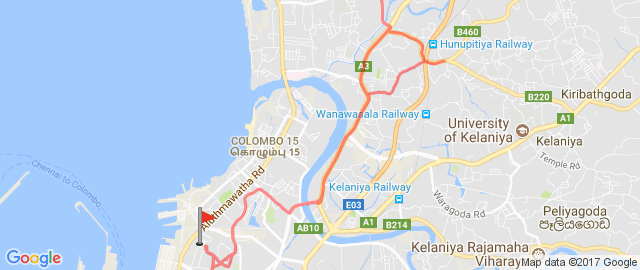 B460
Hunupitiya Railway
A3
B220
Kiribathgoda
Wanawasala Railway
A1
University
of Kelaniya
Kelaniya
COLOMBO 15
கொழும்பு 15
Temple Rd
Chennai to Colombo
Aluthmawatha Rd
Kelaniya Railway
E03
Waragoda Rd
Peliyagoda
පෑලියගොඩ
A1
B214
AB10
Kelaniya Rajamaha
Vihara
Google
Map data ©2017 Google